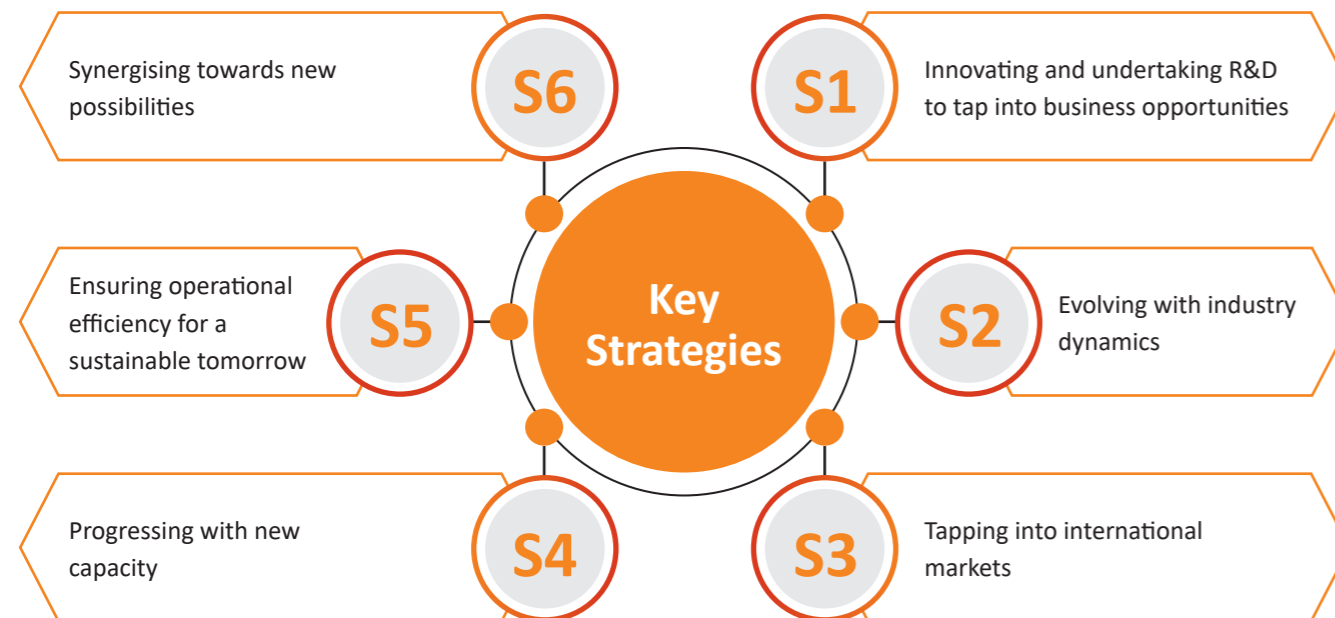 Synergising towards new
possibilities
S6
S1
Innovating and undertaking R&D
to tap into business opportunities
Ensuring operational
efficiency for a
sustainable tomorrow
S5
Key
Strategies
S2
Evolving with industry
dynamics
Progressing with new
capacity
S4
S3
Tapping into international
markets